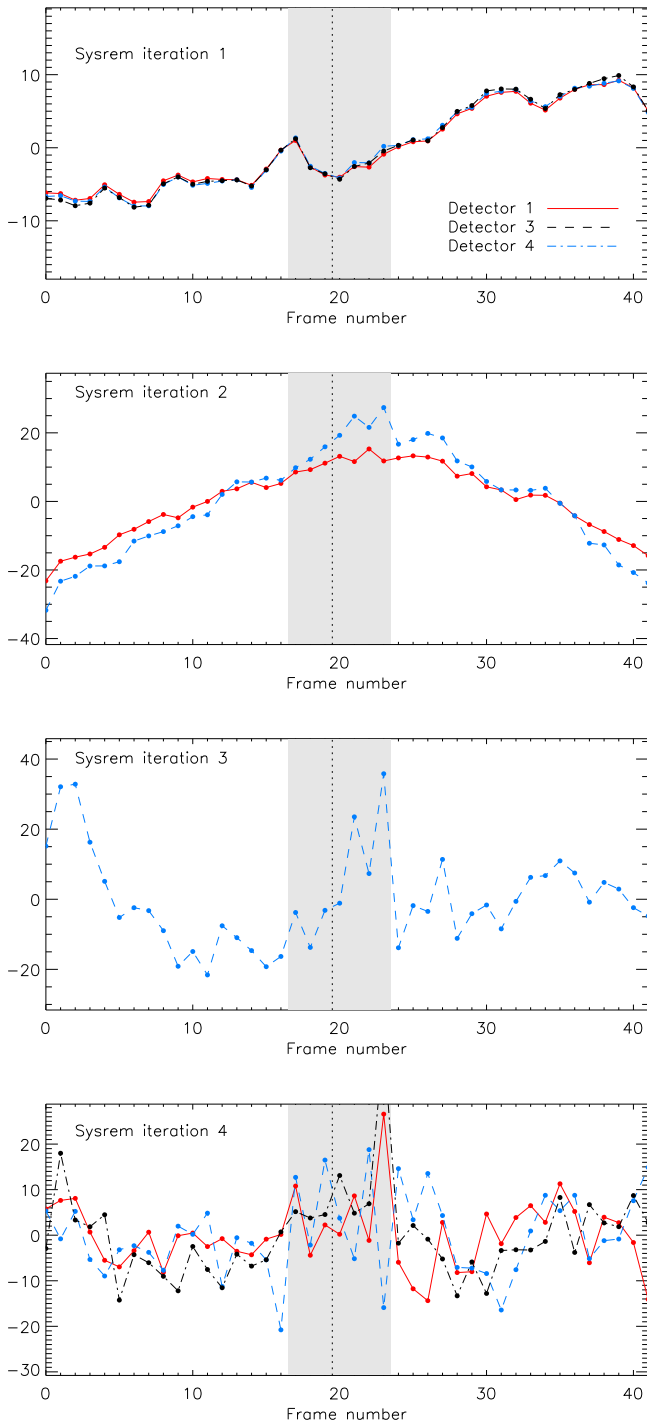 Sysrem iteration 1
10
0
−10
Detector 1
Detector 3
Detector 4
0 10 20 30 40
Frame number
Sysrem iteration 2
20
0
−20
−40
0 10 20 30 40
Frame number
Sysrem iteration 3
40
20
0
−20
0 10 20 30 40
Frame number
Sysrem iteration 4
20
10
0
−10
−20
−30
0 10 20 30 40
Frame number